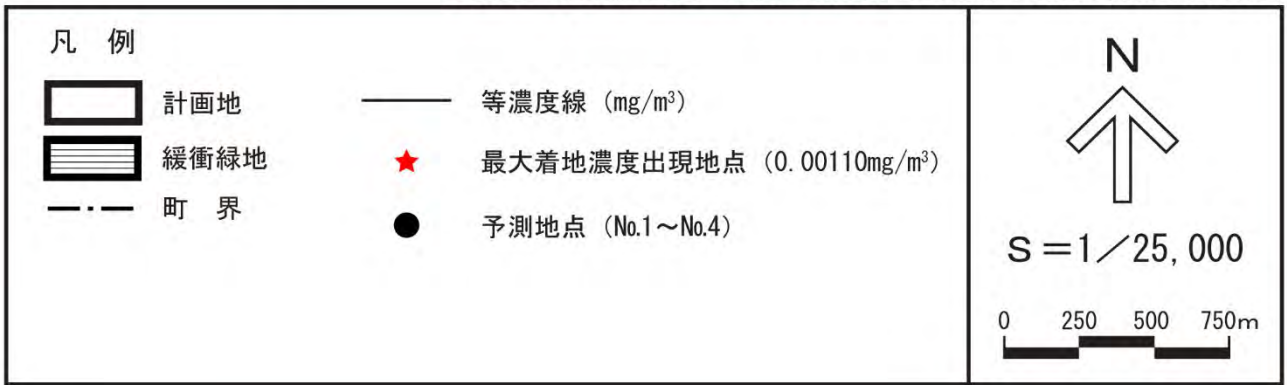 凡 例
計画地
緩衝緑地
町 界
等濃度線 (mg/m³)
最大着地濃度出現地点 (0.00110mg/m³)
予測地点 (No.1~No.4)
N
S=1/25,000
0 250 500 750m